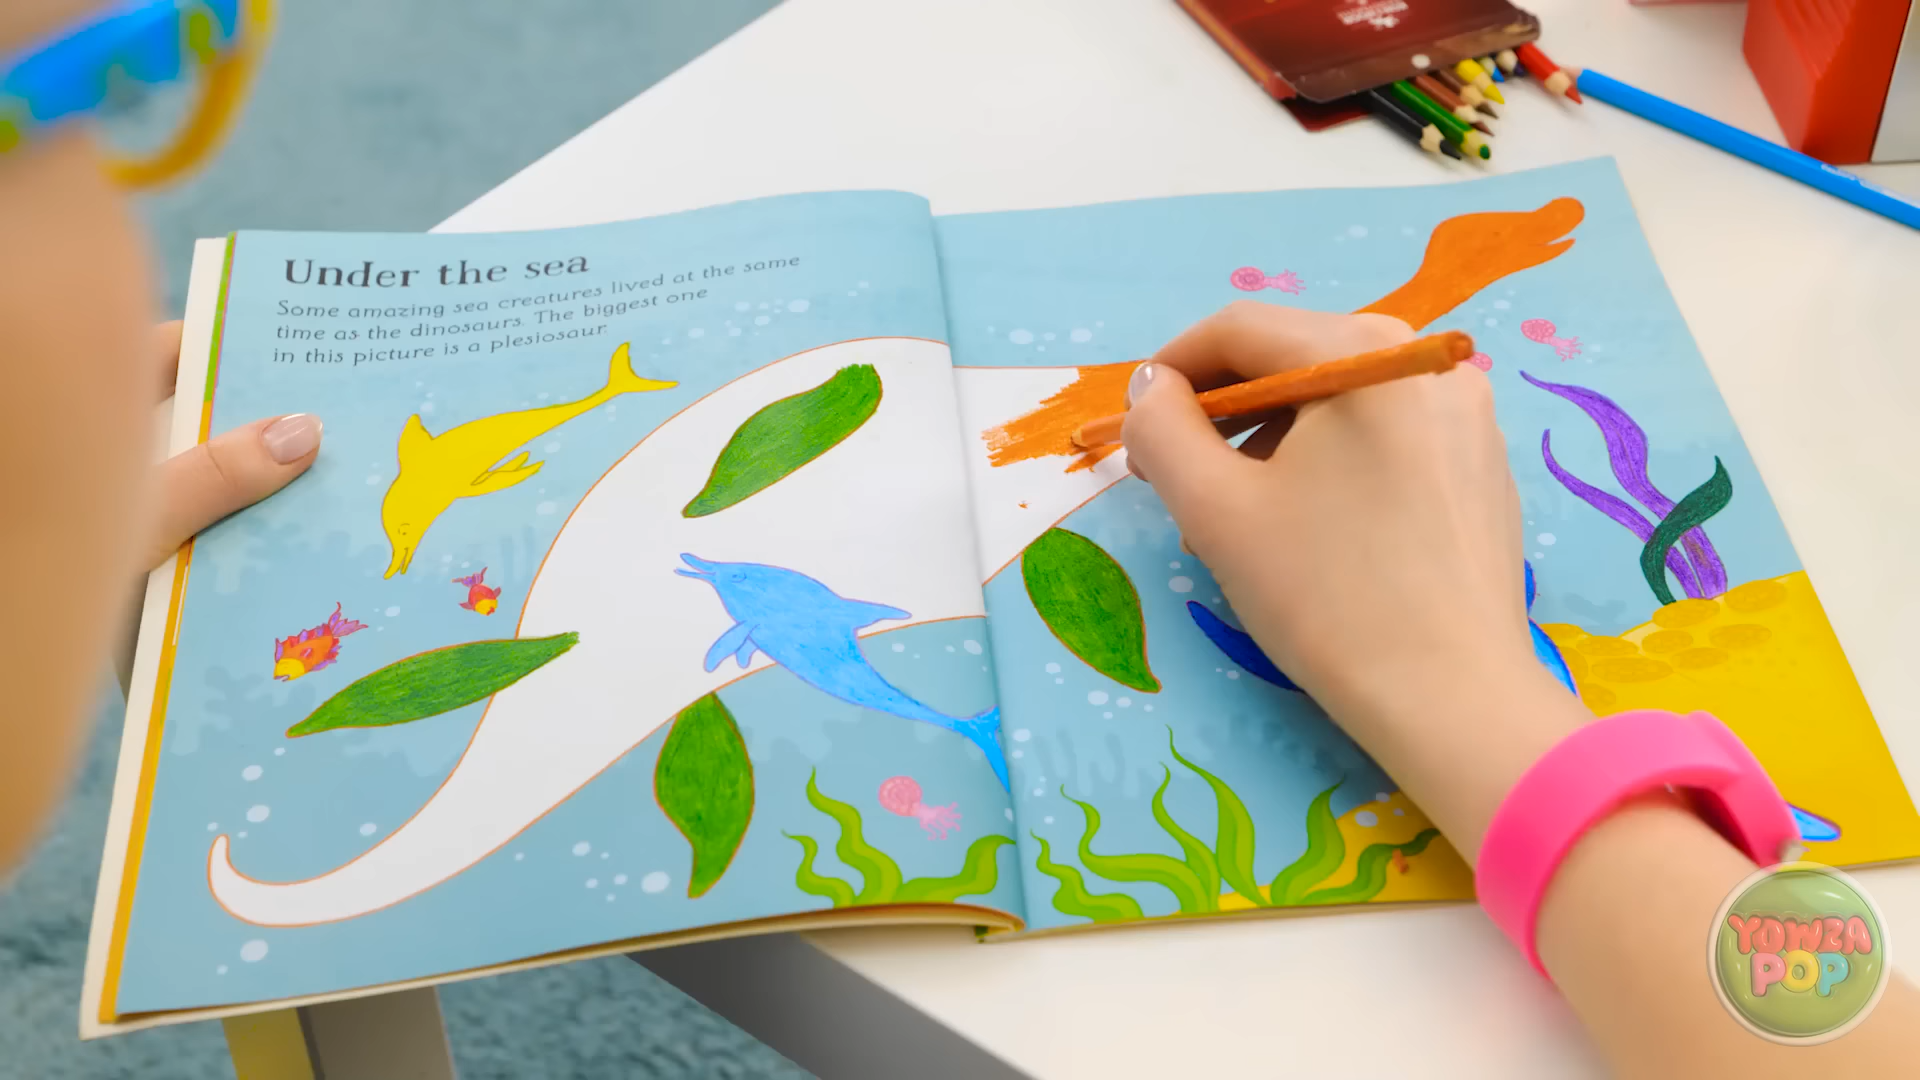 Under the sea
Some amazing sea creatures lived at the same
time as the dinosaurs. The biggest one
in this picture is a plesiosaur.
YOWZA
POP